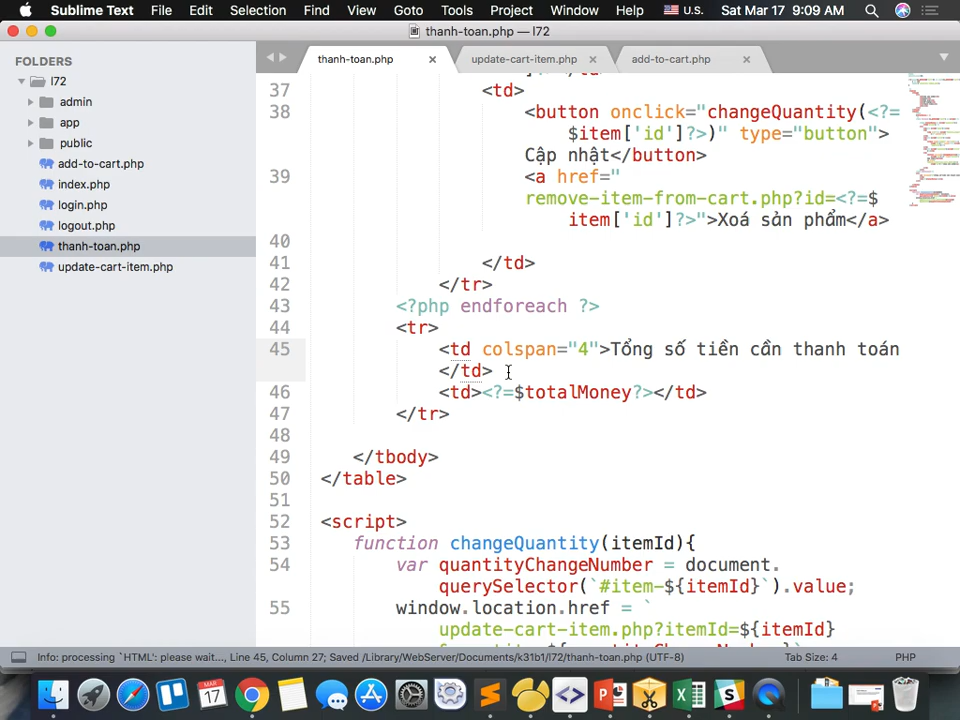 Sublime Text File Edit Selection Find View Goto Tools Project Window Help U.S. Sat Mar 17 9:09 AM
thanh-toan.php — l72
FOLDERS
l72
admin
app
public
add-to-cart.php
index.php
login.php
logout.php
thanh-toan.php
update-cart-item.php
thanh-toan.php × update-cart-item.php × add-to-cart.php ×
37 <td>
38 <button onclick="changeQuantity(<?=
$item['id']?>)" type="button">
Cập nhật</button>
39 <a href="
remove-item-from-cart.php?id=<?=$
item['id']?>">Xoá sản phẩm</a>
40
41 </td>
42 </tr>
43 <?php endforeach ?>
44 <tr>
45 <td colspan="4">Tổng số tiền cần thanh toán
</td>
46 <td><?=$totalMoney?></td>
47 </tr>
48
49 </tbody>
50 </table>
51
52 <script>
53 function changeQuantity(itemId){
54 var quantityChangeNumber = document.
querySelector(`#item-${itemId}`).value;
55 window.location.href = `
update-cart-item.php?itemId=${itemId}
Info: processing `HTML': please wait..., Line 45, Column 27; Saved /Library/WebServer/Documents/k31b1/l72/thanh-toan.php (UTF-8) Tab Size: 4 PHP